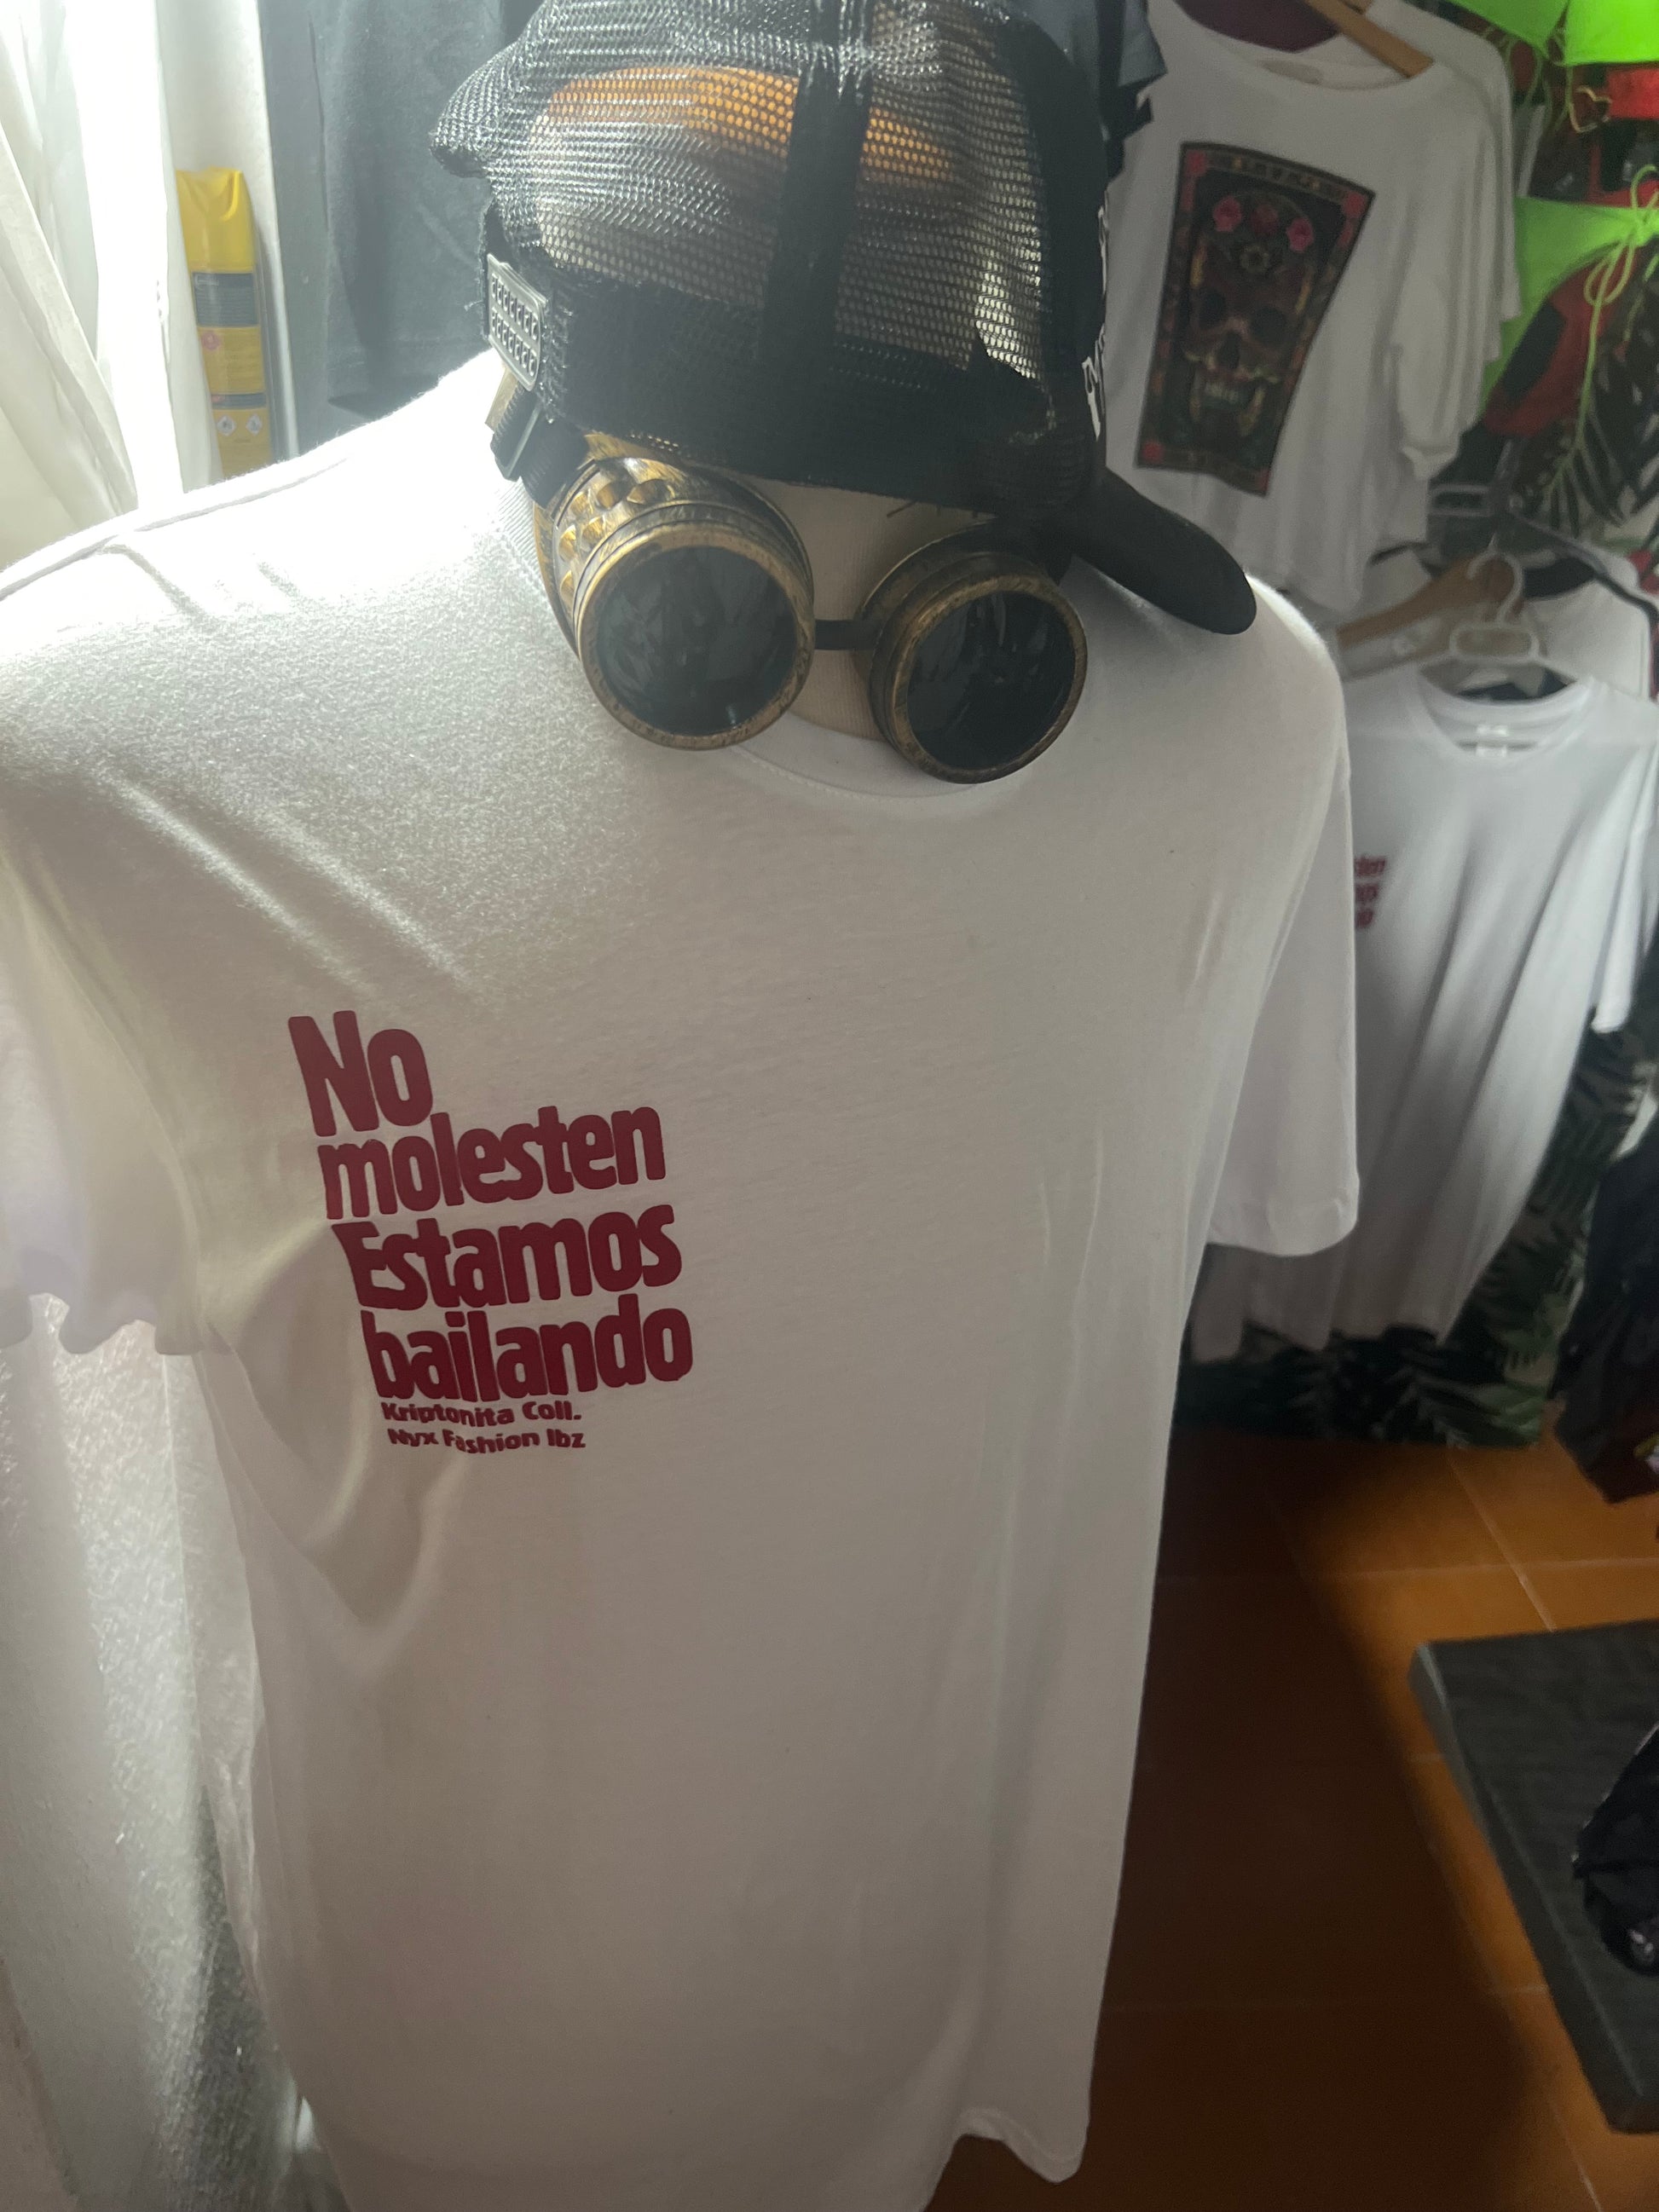 No
molesten
Estamos
bailando
Kriptonita Coll.
Nyx Fashion Ibz